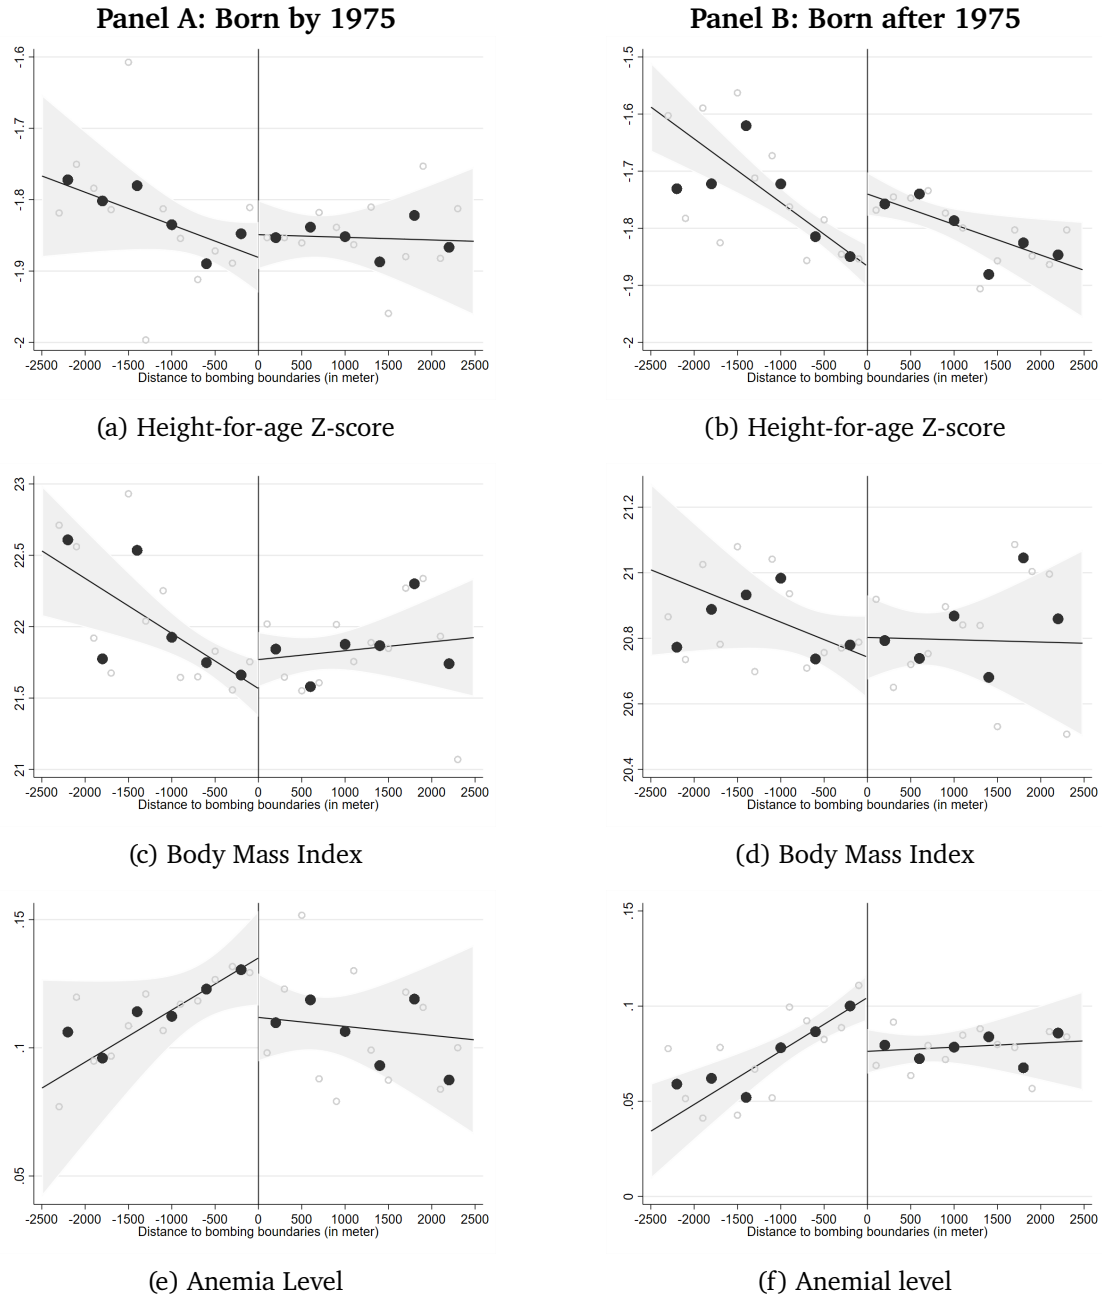 Panel A: Born by 1975
Panel B: Born after 1975
-1.6
-1.7
-1.8
-1.9
-2
-2500 -2000 -1500 -1000 -500 0 500 1000 1500 2000 2500
Distance to bombing boundaries (in meter)
(a) Height-for-age Z-score
-1.5
-1.6
-1.7
-1.8
-1.9
-2
-2500 -2000 -1500 -1000 -500 0 500 1000 1500 2000 2500
Distance to bombing boundaries (in meter)
(b) Height-for-age Z-score
23
22.5
22
21.5
21
-2500 -2000 -1500 -1000 -500 0 500 1000 1500 2000 2500
Distance to bombing boundaries (in meter)
(c) Body Mass Index
21.2
21
20.8
20.6
20.4
-2500 -2000 -1500 -1000 -500 0 500 1000 1500 2000 2500
Distance to bombing boundaries (in meter)
(d) Body Mass Index
.15
.1
.05
-2500 -2000 -1500 -1000 -500 0 500 1000 1500 2000 2500
Distance to bombing boundaries (in meter)
(e) Anemia Level
.15
.1
.05
0
-2500 -2000 -1500 -1000 -500 0 500 1000 1500 2000 2500
Distance to bombing boundaries (in meter)
(f) Anemial level